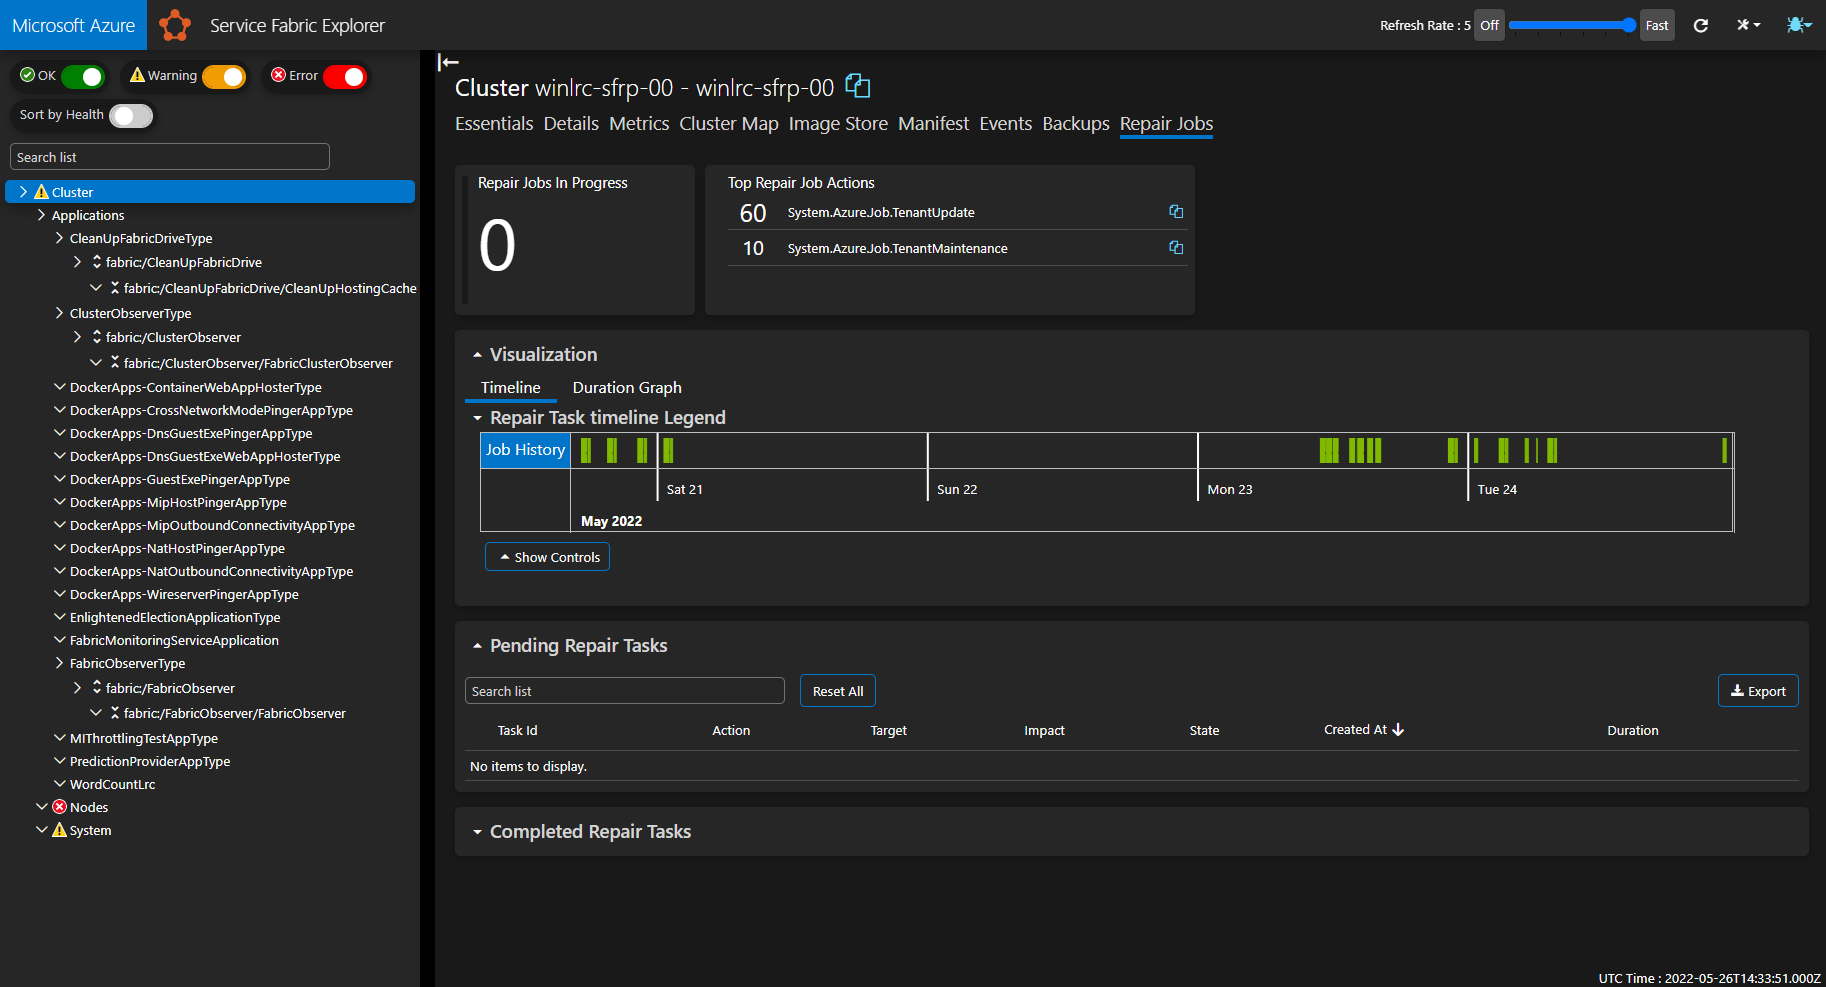 Microsoft Azure
Service Fabric Explorer
Refresh Rate : 5
Off
Fast
OK
Warning
Error
Sort by Health
Search list
Cluster
Applications
CleanUpFabricDriveType
fabric:/CleanUpFabricDrive
fabric:/CleanUpFabricDrive/CleanUpHostingCache
ClusterObserverType
fabric:/ClusterObserver
fabric:/ClusterObserver/FabricClusterObserver
DockerApps-ContainerWebAppHosterType
DockerApps-CrossNetworkModePingerAppType
DockerApps-DnsGuestExePingerAppType
DockerApps-DnsGuestExeWebAppHosterType
DockerApps-GuestExePingerAppType
DockerApps-MipHostPingerAppType
DockerApps-MipOutboundConnectivityAppType
DockerApps-NatHostPingerAppType
DockerApps-NatOutboundConnectivityAppType
DockerApps-WireserverPingerAppType
EnlightenedElectionApplicationType
FabricMonitoringServiceApplication
FabricObserverType
fabric:/FabricObserver
fabric:/FabricObserver/FabricObserver
MIThrottlingTestAppType
PredictionProviderAppType
WordCountLrc
Nodes
System
Cluster winlrc-sfrp-00 - winlrc-sfrp-00
Essentials Details Metrics Cluster Map Image Store Manifest Events Backups Repair Jobs
Repair Jobs In Progress
0
Top Repair Job Actions
60 System.Azure.Job.TenantUpdate
10 System.Azure.Job.TenantMaintenance
Visualization
Timeline Duration Graph
Repair Task timeline Legend
Job History
Sat 21 Sun 22 Mon 23 Tue 24
May 2022
Show Controls
Pending Repair Tasks
Search list Reset All Export
Task Id Action Target Impact State Created At Duration
No items to display.
Completed Repair Tasks
UTC Time : 2022-05-26T14:33:51.000Z